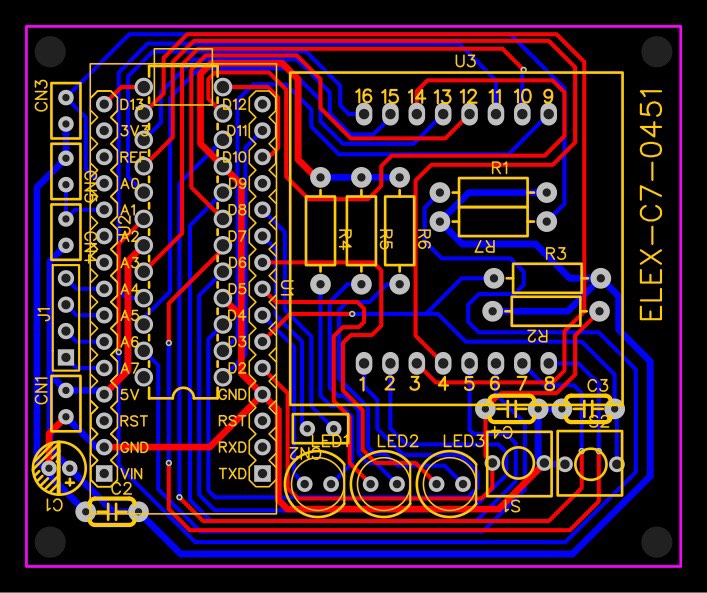 U3
16 15 14 13 12 11 10 9
CN3
D13
D12
3V3
D11
REF
D10
A0
D9
CN5
A1
D8
A2
D7
CN4
A3
D6
A4
D5
U1
A5
D4
J1
A6
D3
A7
D2
CN1
5V
GND
RST
RST
GND
RXD
VIN
TXD
C1
+
C2
R1
R7
R4
R5
R6
R3
R2
ELEX-C7-0451
1 2 3 4 5 6 7 8
C3
C4
S2
S1
CN2
LED1
LED2
LED3